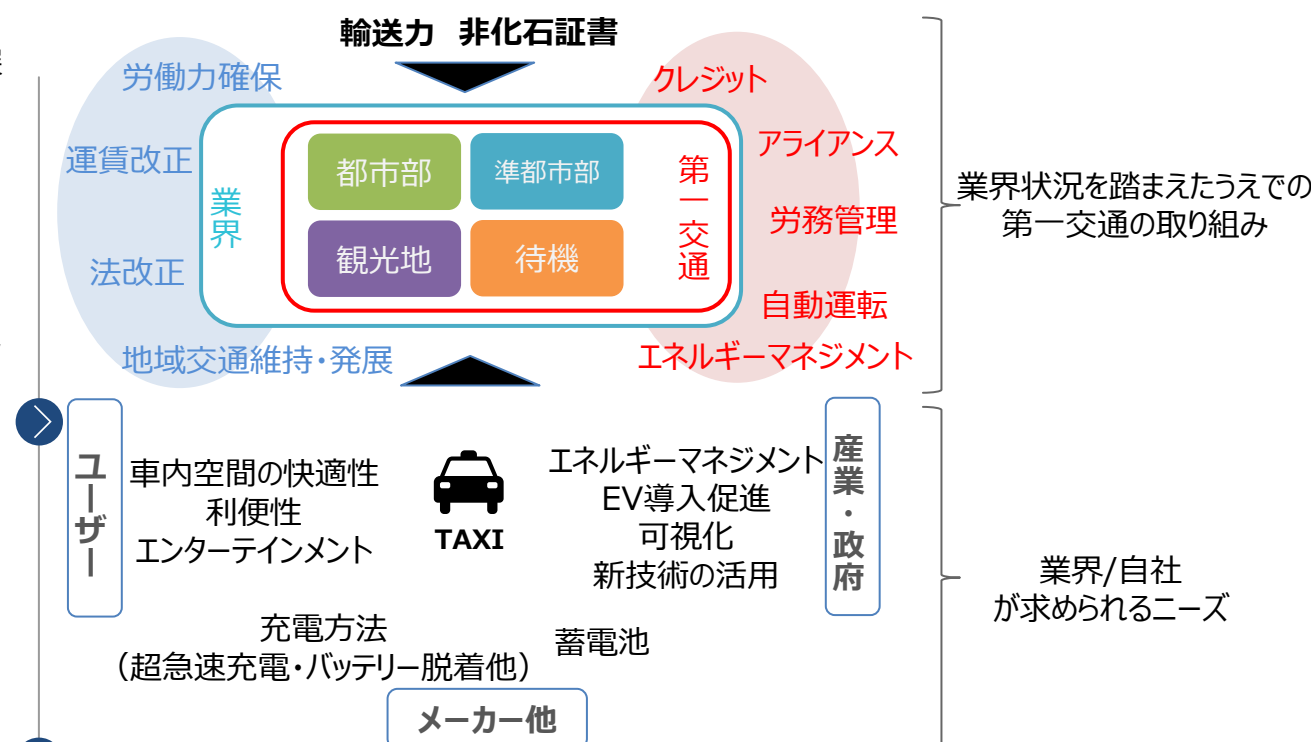 輸送力 非化石証書
労働力確保
運賃改正
法改正
地域交通維持・発展
業界
都市部
準都市部
観光地
待機
第一交通
クレジット
アライアンス
労務管理
自動運転
エネルギーマネジメント
業界状況を踏まえたうえでの
第一交通の取り組み
ユーザー
車内空間の快適性
利便性
エンターテインメント
TAXI
エネルギーマネジメント
EV導入促進
可視化
新技術の活用
産業・政府
充電方法
（超急速充電・バッテリー脱着他）
蓄電池
メーカー他
業界/自社
が求められるニーズ